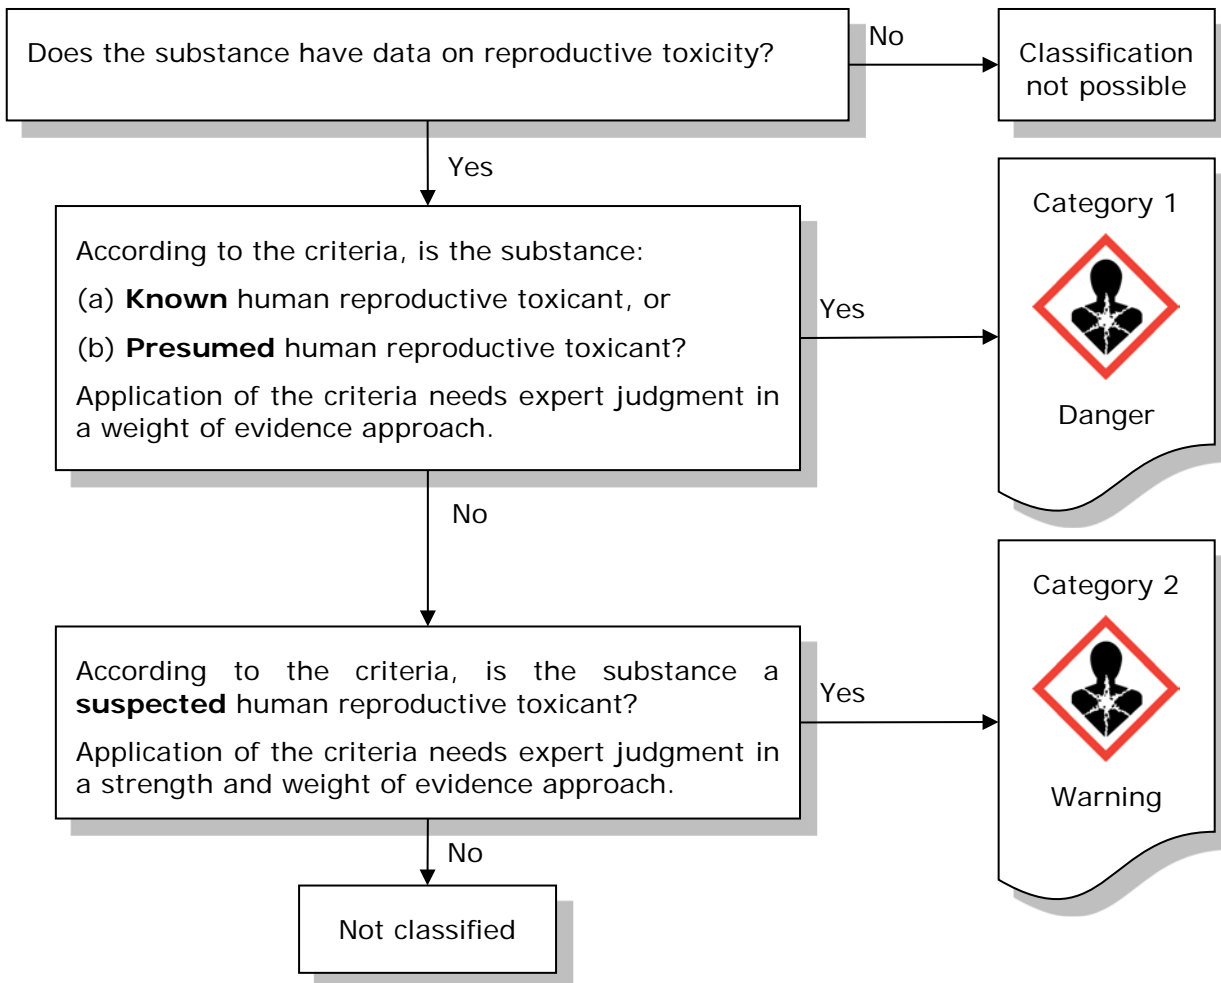 Does the substance have data on reproductive toxicity?
No
Classification
not possible
Yes
According to the criteria, is the substance:
(a) Known human reproductive toxicant, or
(b) Presumed human reproductive toxicant?
Application of the criteria needs expert judgment in
a weight of evidence approach.
Yes
Category 1
Danger
No
According to the criteria, is the substance a
suspected human reproductive toxicant?
Application of the criteria needs expert judgment in
a strength and weight of evidence approach.
Yes
Category 2
Warning
No
Not classified